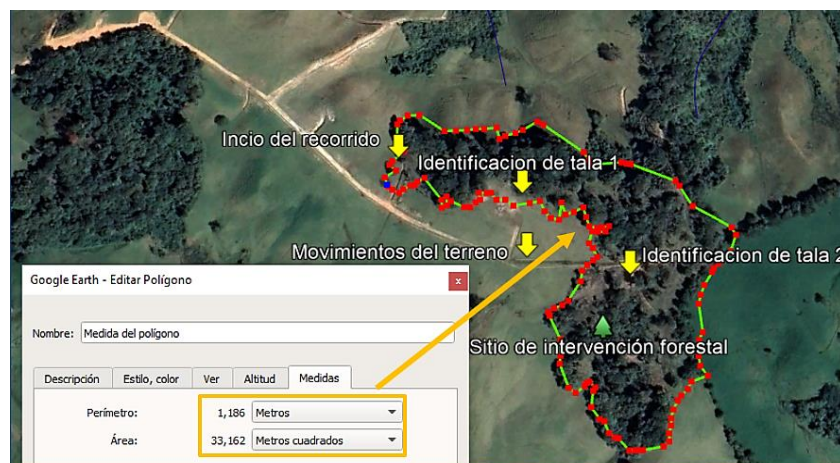 Incio del recorrido
Identificacion de tala 1
Movimientos del terreno
Identificacion de tala 2
Sitio de intervención forestal
Google Earth - Editar Polígono
x
Nombre: Medida del polígono
Descripción Estilo, color Ver Altitud Medidas
Perímetro: 1,186 Metros
Área: 33,162 Metros cuadrados